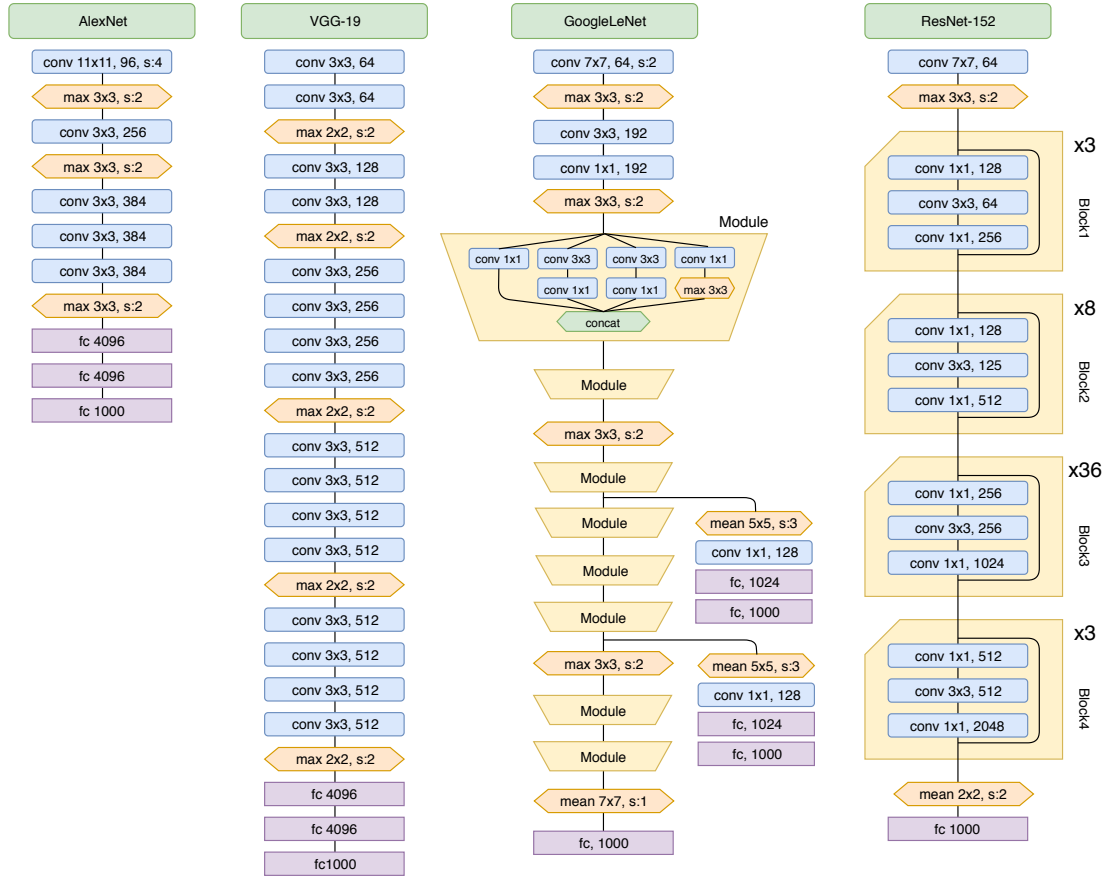 AlexNet
conv 11x11, 96, s:4
max 3x3, s:2
conv 3x3, 256
max 3x3, s:2
conv 3x3, 384
conv 3x3, 384
conv 3x3, 384
max 3x3, s:2
fc 4096
fc 4096
fc 1000
VGG-19
conv 3x3, 64
conv 3x3, 64
max 2x2, s:2
conv 3x3, 128
conv 3x3, 128
max 2x2, s:2
conv 3x3, 256
conv 3x3, 256
conv 3x3, 256
conv 3x3, 256
max 2x2, s:2
conv 3x3, 512
conv 3x3, 512
conv 3x3, 512
conv 3x3, 512
max 2x2, s:2
conv 3x3, 512
conv 3x3, 512
conv 3x3, 512
conv 3x3, 512
max 2x2, s:2
fc 4096
fc 4096
fc1000
GoogleLeNet
conv 7x7, 64, s:2
max 3x3, s:2
conv 3x3, 192
conv 1x1, 192
max 3x3, s:2
Module
conv 1x1
conv 3x3
conv 3x3
conv 1x1
conv 1x1
conv 1x1
max 3x3
concat
Module
max 3x3, s:2
Module
Module
mean 5x5, s:3
conv 1x1, 128
fc, 1024
fc, 1000
Module
Module
max 3x3, s:2
mean 5x5, s:3
conv 1x1, 128
fc, 1024
fc, 1000
Module
Module
mean 7x7, s:1
fc, 1000
ResNet-152
conv 7x7, 64
max 3x3, s:2
x3
conv 1x1, 128
conv 3x3, 64
conv 1x1, 256
Block1
x8
conv 1x1, 128
conv 3x3, 125
conv 1x1, 512
Block2
x36
conv 1x1, 256
conv 3x3, 256
conv 1x1, 1024
Block3
x3
conv 1x1, 512
conv 3x3, 512
conv 1x1, 2048
Block4
mean 2x2, s:2
fc 1000